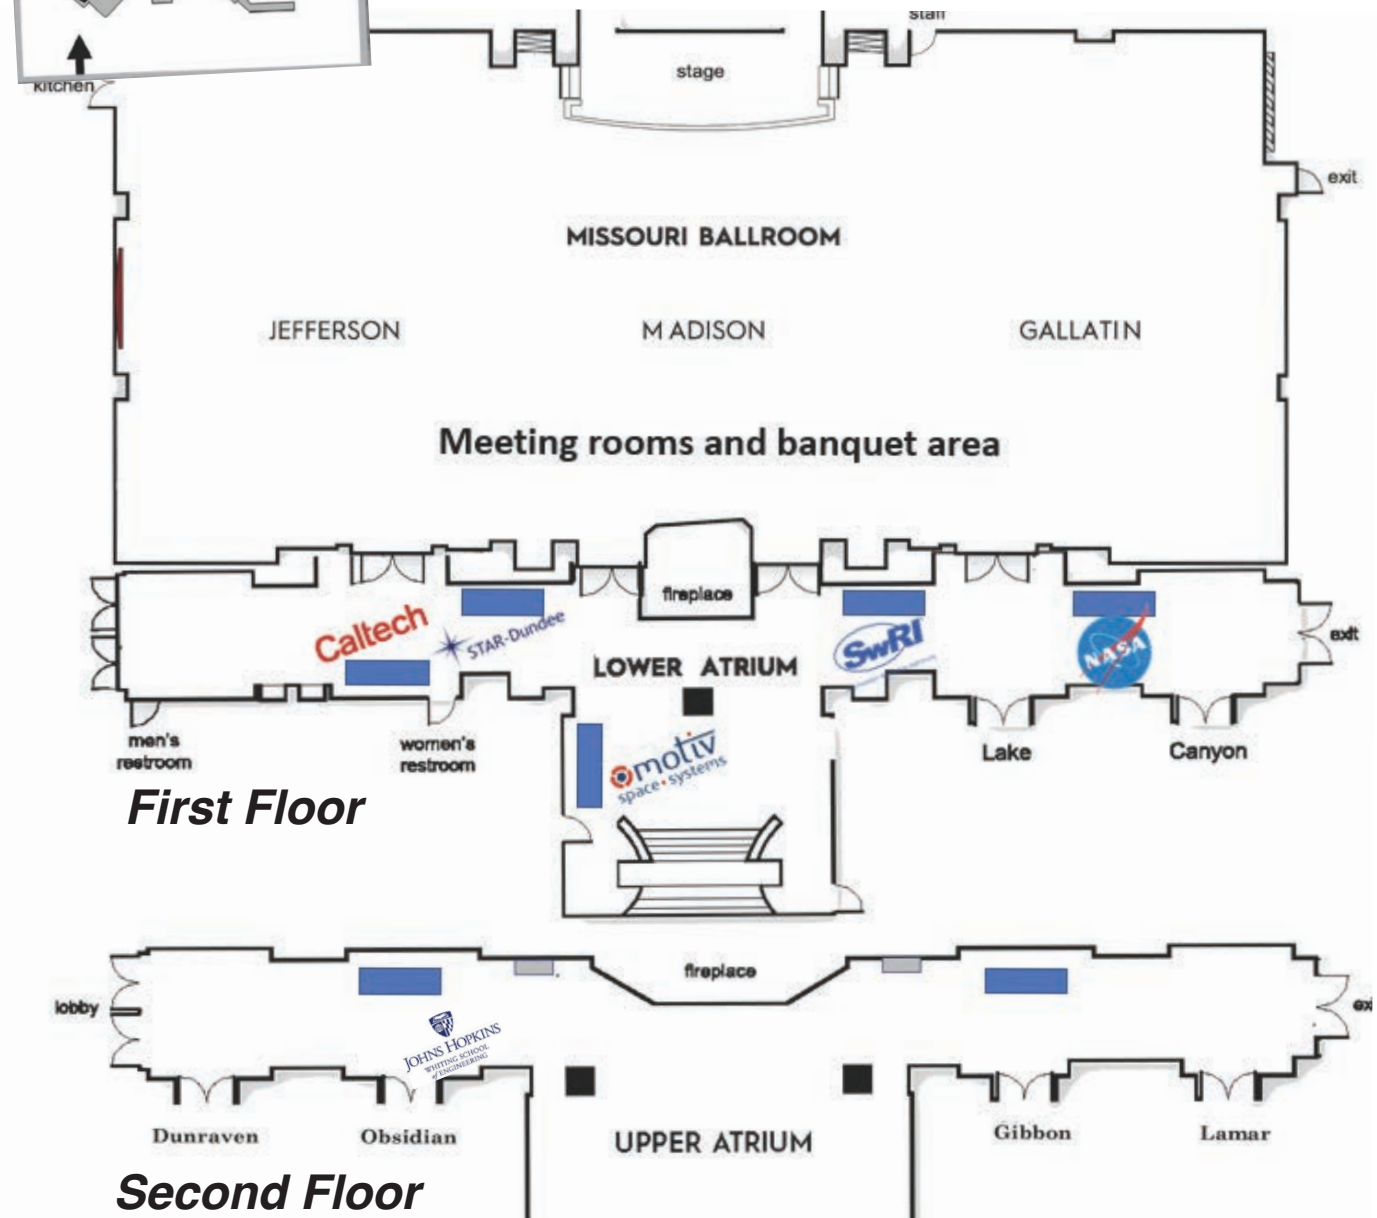 staff
stage
kitchen
exit
MISSOURI BALLROOM
JEFFERSON
MADISON
GALLATIN
Meeting rooms and banquet area
fireplace
Caltech
STAR-Dundee
SwRI
NASA
exit
LOWER ATRIUM
men's
restroom
women's
restroom
motiv
space•systems
Lake
Canyon
First Floor
fireplace
lobby
ex
JOHNS HOPKINS
WHITING SCHOOL
of ENGINEERING
Dunraven
Obsidian
Gibbon
Lamar
UPPER ATRIUM
Second Floor